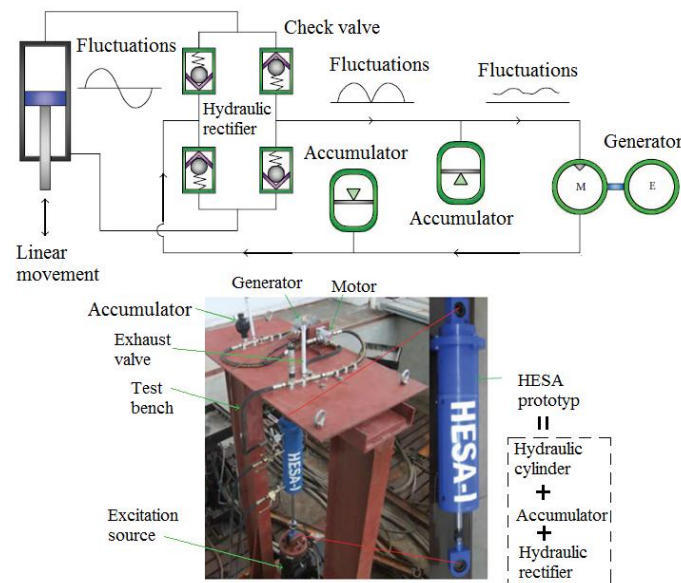 Check valve
Fluctuations
Fluctuations
Fluctuations
Hydraulic
rectifier
Generator
Accumulator
M
E
Accumulator
Linear
movement
Generator
Motor
Accumulator
Exhaust
valve
Test
bench
HESA
prototyp
HESA-I
HESA-I
Hydraulic
cylinder
+
Accumulator
+
Hydraulic
rectifier
Excitation
source